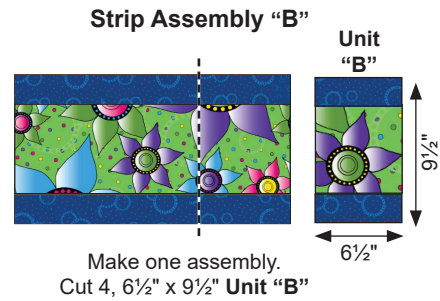 Strip Assembly “B”
Unit
“B”
9½"
6½"
Make one assembly.
Cut 4, 6½" x 9½" Unit “B”